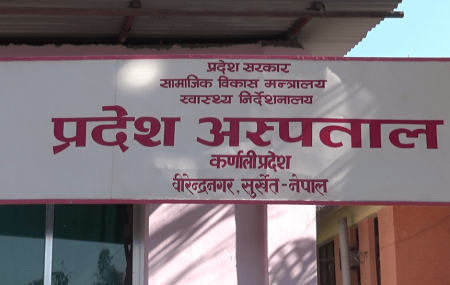 प्रदेश सरकार
सामाजिक विकास मन्त्रालय
स्वास्थ्य निर्देशनालय
प्रदेश अस्पताल
कर्णाली प्रदेश
वीरेन्द्रनगर, सुर्खेत-नेपाल